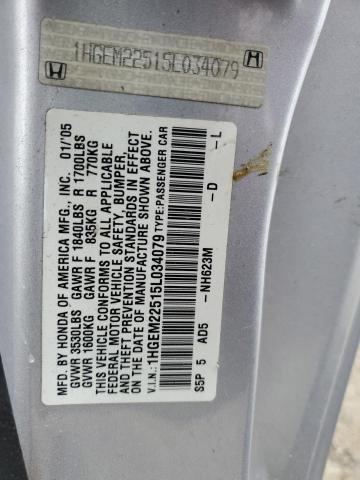 1HGEM22515L034079
MFD. BY HONDA OF AMERICA MFG., INC. 01/'05
GVWR 3530LBS GAWR F 1840LBS R 1700LBS
GVWR 1600KG GAWR F 835KG R 770KG
THIS VEHICLE CONFORMS TO ALL APPLICABLE
FEDERAL MOTOR VEHICLE SAFETY, BUMPER,
AND THEFT PREVENTION STANDARDS IN EFFECT
ON THE DATE OF MANUFACTURE SHOWN ABOVE.
V.I.N.: 1HGEM22515L034079 TYPE:PASSENGER CAR
-NH623M -D -L
S5P 5 AD5